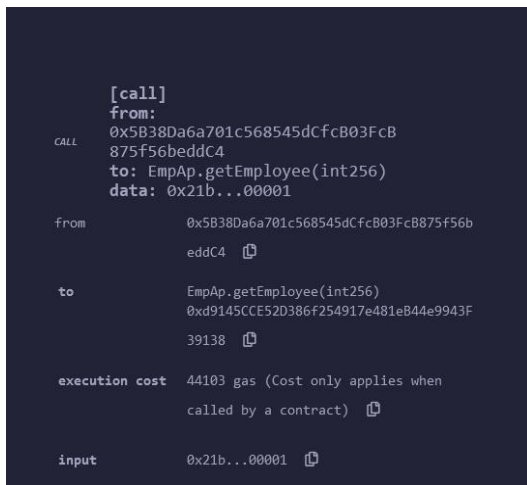 [call]
from:
0x5B38Da6a701c568545dCfcB03FcB
CALL
875f56beddC4
to: EmpAp.getEmployee(int256)
data: 0x21b...00001
from
0x5B38Da6a701c568545dCfcB03FcB875f56b
eddC4
to
EmpAp.getEmployee(int256)
0xd9145CCE52D386f254917e481eB44e9943F
39138
execution cost
44103 gas (Cost only applies when
called by a contract)
input
0x21b...00001